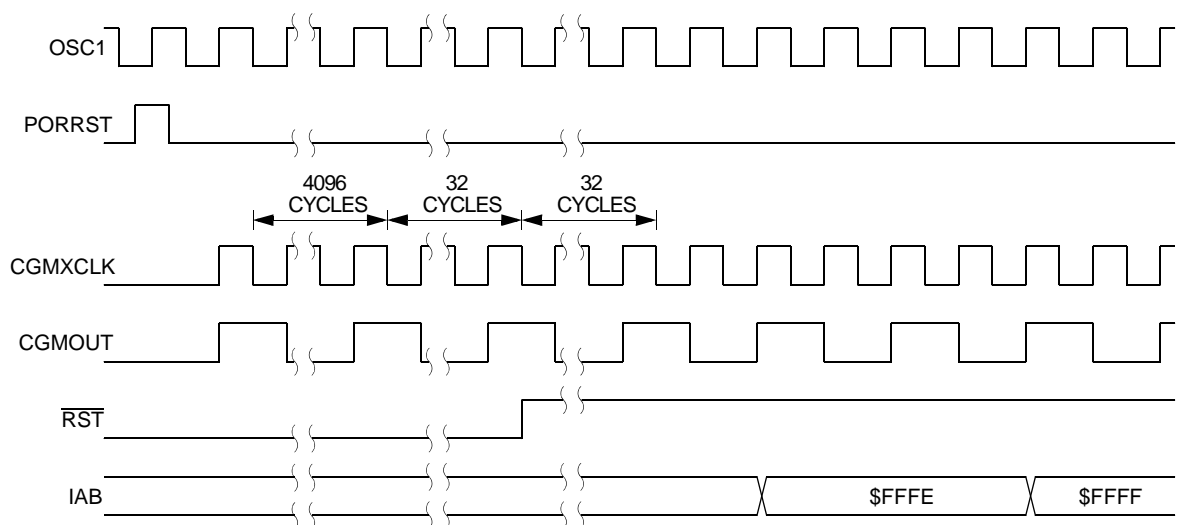 OSC1
PORRST
4096 CYCLES
32 CYCLES
32 CYCLES
CGMXCLK
CGMOUT
RST
IAB
$FFFE
$FFFF